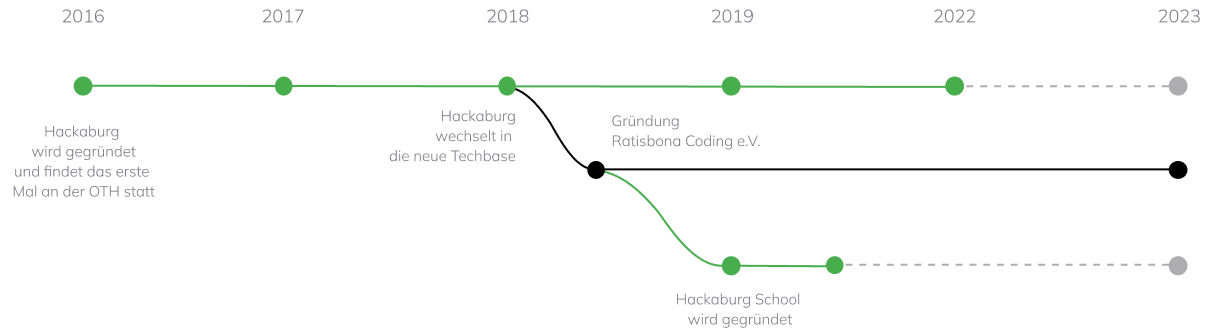 2016
2017
2018
2019
2022
2023
Hackaburg
wird gegründet
und findet das erste
Mal an der OTH statt
Hackaburg
wechselt in
die neue Techbase
Gründung
Ratisbona Coding e.V.
Hackaburg School
wird gegründet